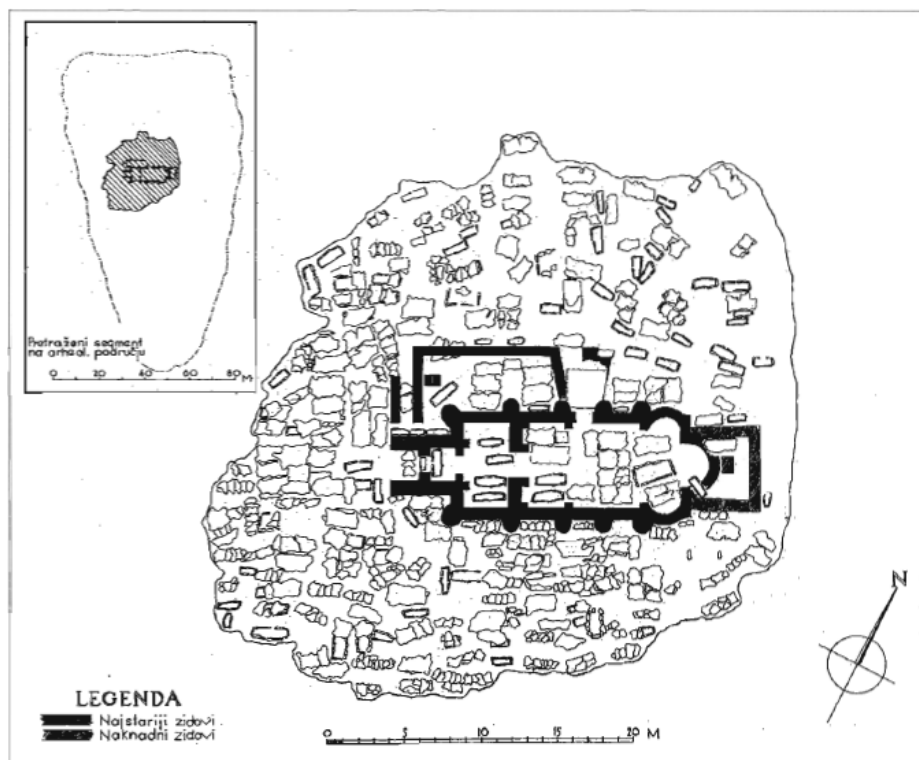 Pretraženi segment
na arheol. području
0 20 40 60 80 M
N
LEGENDA
Najstariji zidovi
Naknadni zidovi
0 5 10 15 20 M